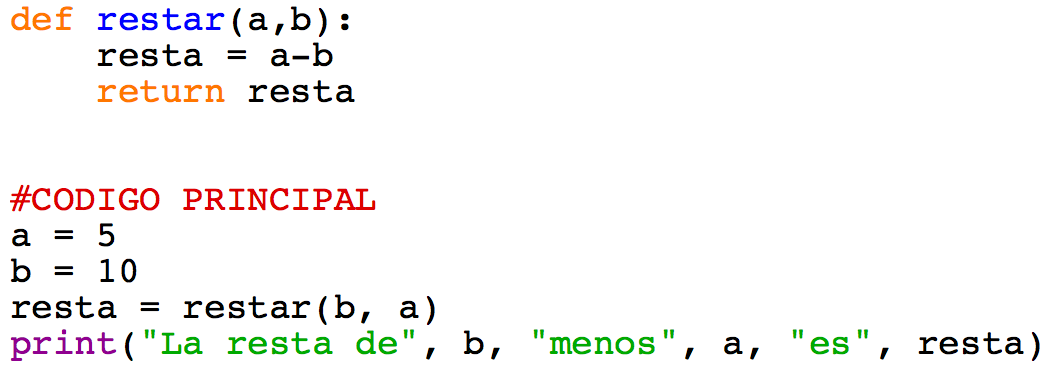 def restar(a,b):
    resta = a-b
    return resta
#CODIGO PRINCIPAL
a = 5
b = 10
resta = restar(b, a)
print("La resta de", b, "menos", a, "es", resta)